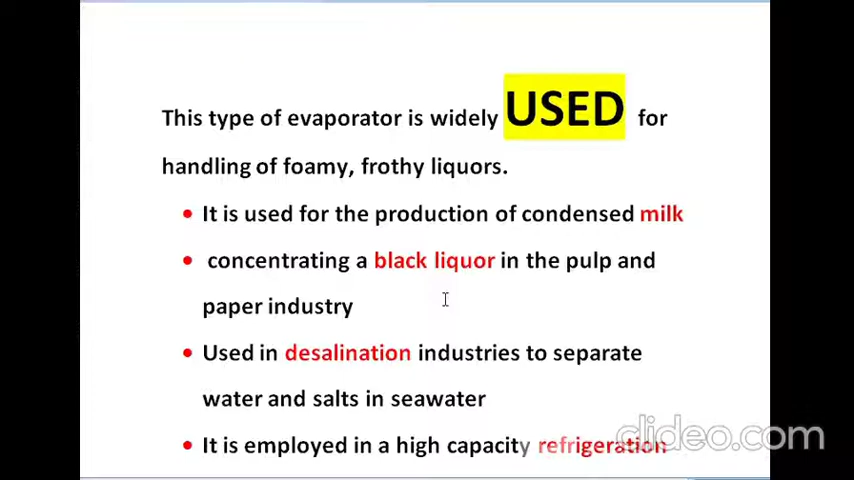 This type of evaporator is widely USED for
handling of foamy, frothy liquors.
• It is used for the production of condensed milk
• concentrating a black liquor in the pulp and
paper industry
• Used in desalination industries to separate
water and salts in seawater
• It is employed in a high capacity refrigeration
clideo.com